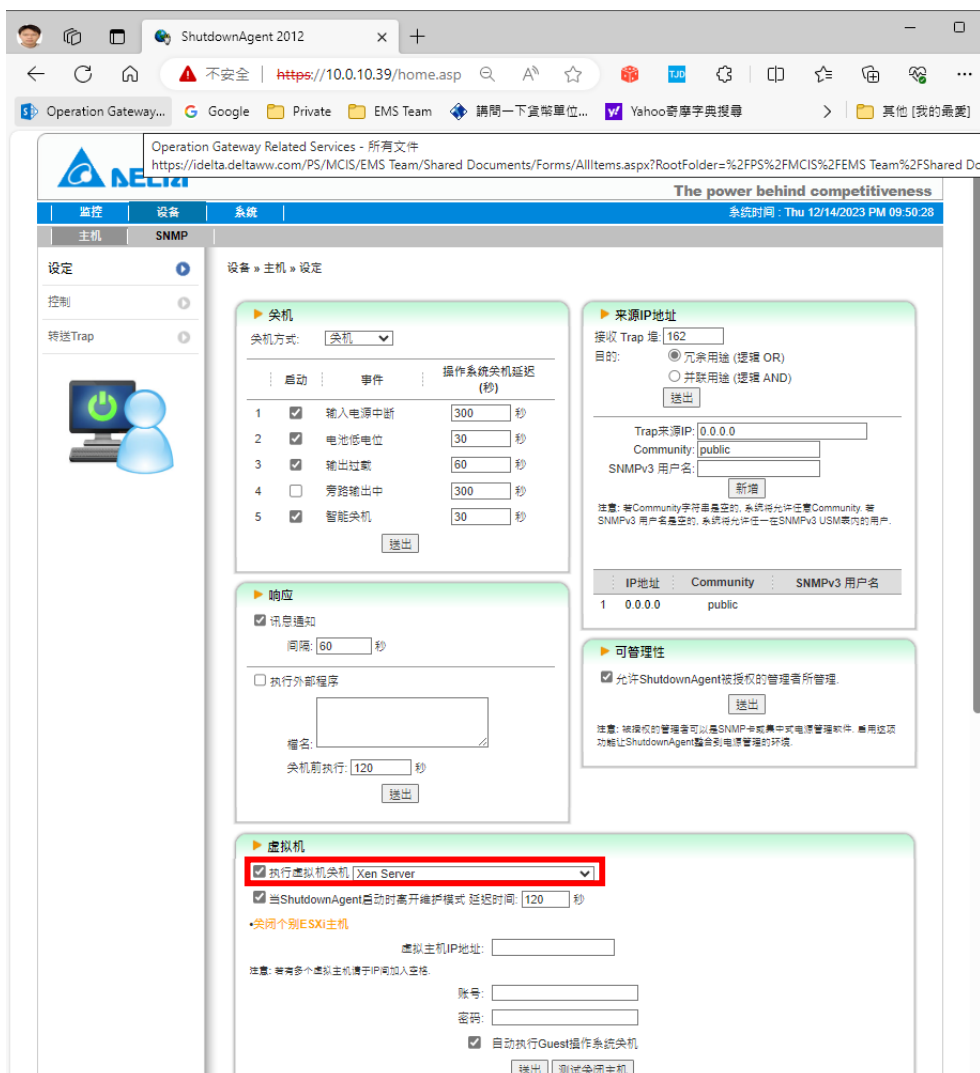 ShutdownAgent 2012
不安全 | https://10.0.10.39/home.asp
TJD
Operation Gateway... Google Private EMS Team 購問一下貨幣單位... Yahoo奇摩字典搜尋 其他 [我的最愛]
Operation Gateway Related Services - 所有文件
https://idelta.deltaww.com/PS/MCIS/EMS Team/Shared Documents/Forms/AllItems.aspx?RootFolder=%2FPS%2FMCIS%2FEMS Team%2FShared Do
The power behind competitiveness
监控 设备 系统 系统时间 : Thu 12/14/2023 PM 09:50:28
主机 SNMP
设定
控制
转送Trap
设备 » 主机 » 设定
关机
关机方式: 关机
启动 事件 操作系统关机延迟 (秒)
1 输入电源中断 300 秒
2 电池低电位 30 秒
3 输出过载 60 秒
4 旁路输出中 300 秒
5 智能关机 30 秒
送出
响应
讯息通知
间隔: 60 秒
执行外部程序
檔名:
关机前执行: 120 秒
送出
来源IP地址
接收 Trap 埠: 162
目的: 冗余用途 (逻辑 OR)
并联用途 (逻辑 AND)
送出
Trap来源IP: 0.0.0.0
Community: public
SNMPv3 用户名:
新增
注意: 若Community字符串是空的, 系统将允许任意Community. 若
SNMPv3 用户名是空的, 系统将允许任一在SNMPv3 USM表内的用户.
IP地址 Community SNMPv3 用户名
1 0.0.0.0 public
可管理性
允许ShutdownAgent被授权的管理者所管理.
送出
注意: 被授权的管理者可以是SNMP卡或集中式电源管理软件. 启用这项
功能让ShutdownAgent整合到电源管理的环境.
虚拟机
执行虚拟机关机 Xen Server
当ShutdownAgent启动时离开维护模式 延迟时间: 120 秒
•关闭个别ESXi主机
虚拟主机IP地址:
注意: 若有多个虚拟主机请于IP间加入空格.
账号:
密码:
自动执行Guest操作系统关机
送出 测试关闭主机